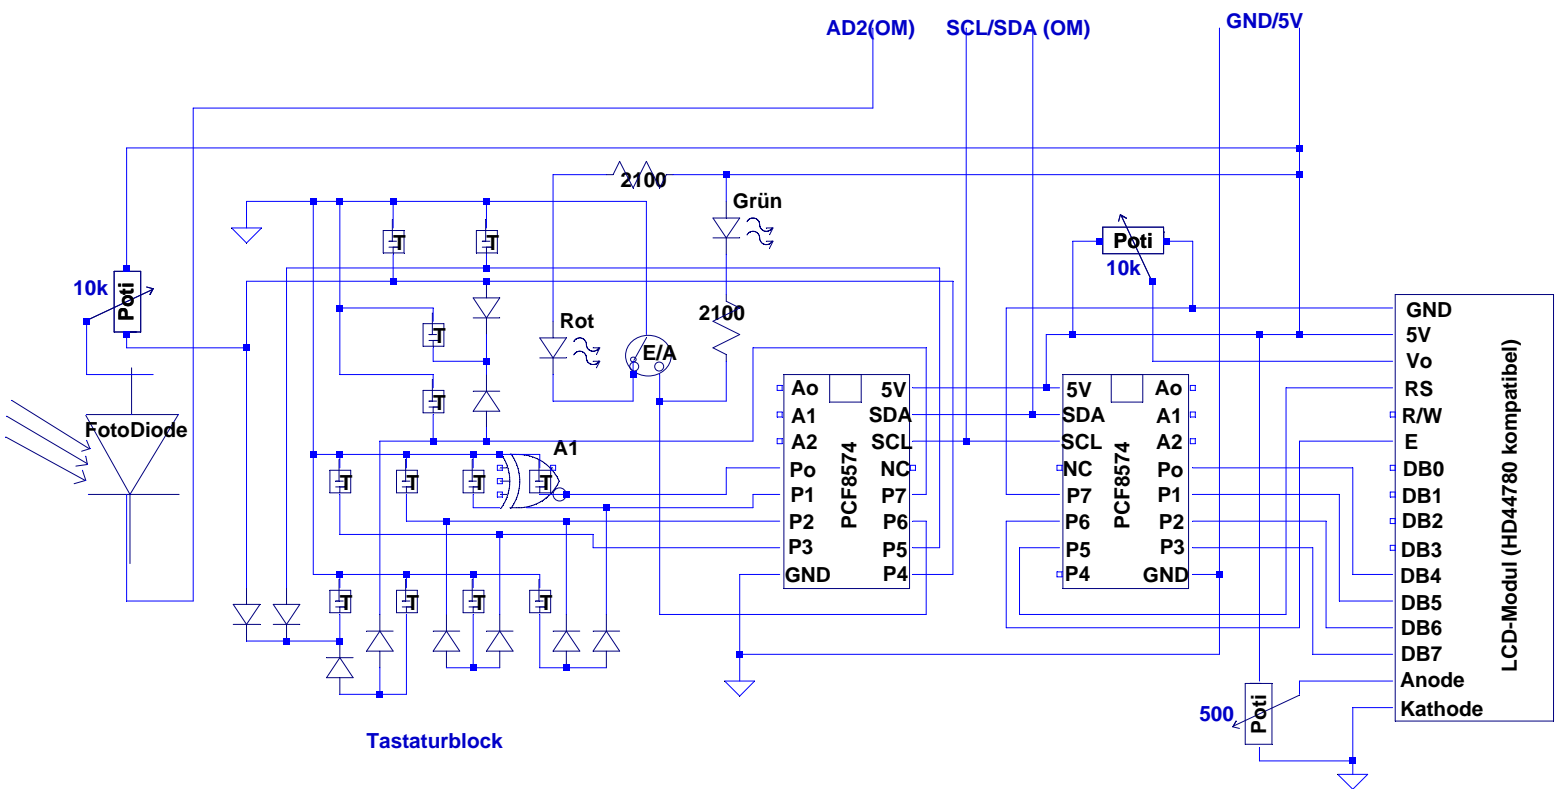 AD2(OM)
SCL/SDA (OM)
GND/5V
2100
Grün
10k
Poti
T
T
Poti
10k
2100
Rot
E/A
T
T
FotoDiode
A1
T
T
T
T
T
T
T
T
Ao
A1
A2
Po
P1
P2
P3
GND
PCF8574
5V
SDA
SCL
NC
P7
P6
P5
P4
5V
SDA
SCL
NC
P7
P6
P5
P4
PCF8574
Ao
A1
A2
Po
P1
P2
P3
GND
GND
5V
Vo
RS
R/W
E
DB0
DB1
DB2
DB3
DB4
DB5
DB6
DB7
Anode
Kathode
LCD-Modul (HD44780 kompatibel)
500
Poti
Tastaturblock